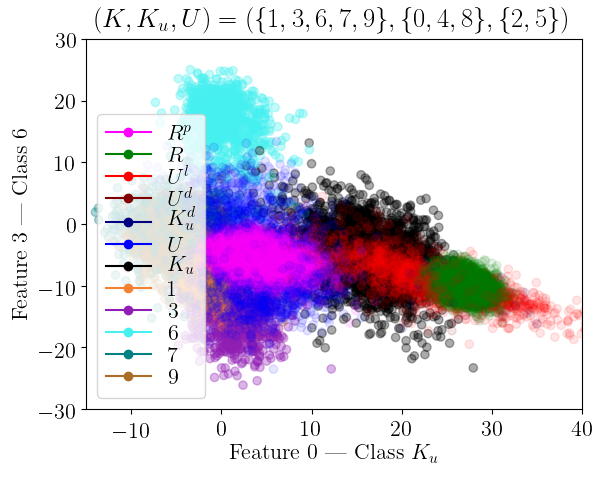 (K, K_u, U) = ({1, 3, 6, 7, 9}, {0, 4, 8}, {2, 5})
Feature 3 — Class 6
30
20
10
0
−10
−20
−30
R^p
R
U^l
U^d
K_u^d
U
K_u
1
3
6
7
9
−10 0 10 20 30 40
Feature 0 — Class K_u